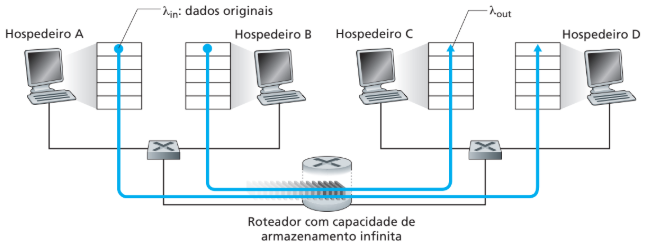 λin: dados originais
λout
Hospedeiro A
Hospedeiro B
Hospedeiro C
Hospedeiro D
Roteador com capacidade de
armazenamento infinita